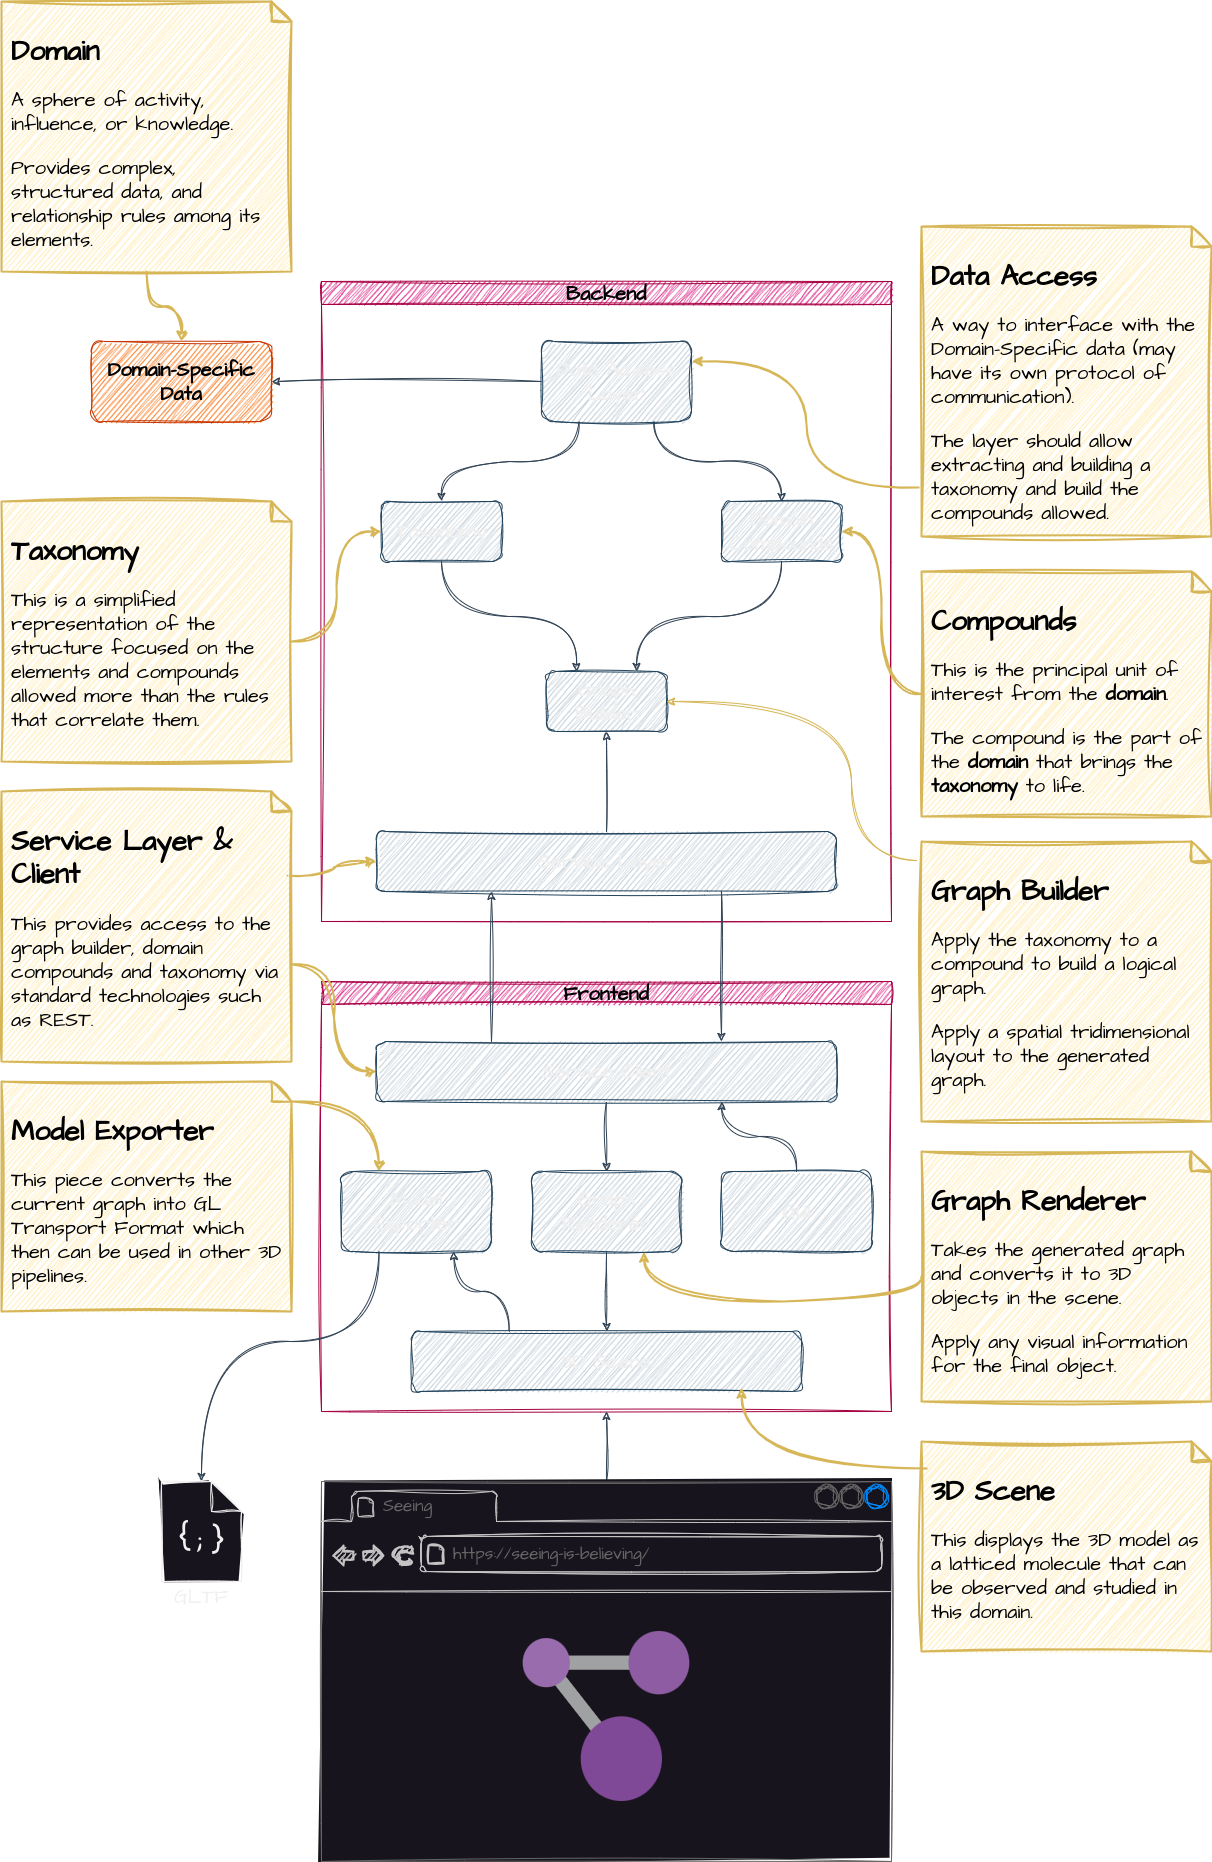 Domain
A sphere of activity,
influence, or knowledge.
Provides complex,
structured data, and
relationship rules among its
elements.
Data Access
A way to interface with the
Domain-Specific data (may
have its own protocol of
communication).
The layer should allow
extracting and building a
taxonomy and build the
compounds allowed.
Backend
Domain-Specific
Data
Taxonomy
This is a simplified
representation of the
structure focused on the
elements and compounds
allowed more than the rules
that correlate them.
Compounds
This is the principal unit of
interest from the domain.
The compound is the part of
the domain that brings the
taxonomy to life.
Service Layer &
Client
This provides access to the
graph builder, domain
compounds and taxonomy via
standard technologies such
as REST.
Graph Builder
Apply the taxonomy to a
compound to build a logical
graph.
Apply a spatial tridimensional
layout to the generated
graph.
Frontend
Model Exporter
This piece converts the
current graph into GL
Transport Format which
then can be used in other 3D
pipelines.
Graph Renderer
Takes the generated graph
and converts it to 3D
objects in the scene.
Apply any visual information
for the final object.
3D Scene
This displays the 3D model as
a latticed molecule that can
be observed and studied in
this domain.
{;}
GLTF
Seeing
https://seeing-is-believing/